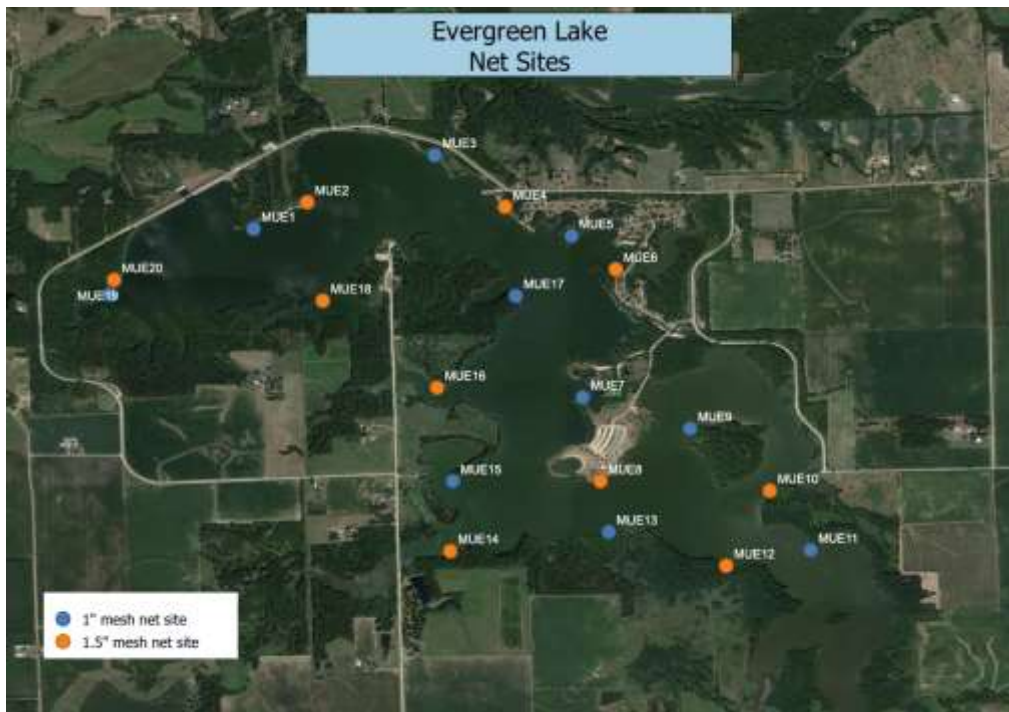 Evergreen Lake
Net Sites
MUE3
MUE2
MUE4
MUE1
MUE5
MUE6
MUE20
MUE19
MUE18
MUE17
MUE16
MUE7
MUE9
MUE15
MUE8
MUE10
MUE13
MUE14
MUE12
MUE11
1" mesh net site
1.5" mesh net site